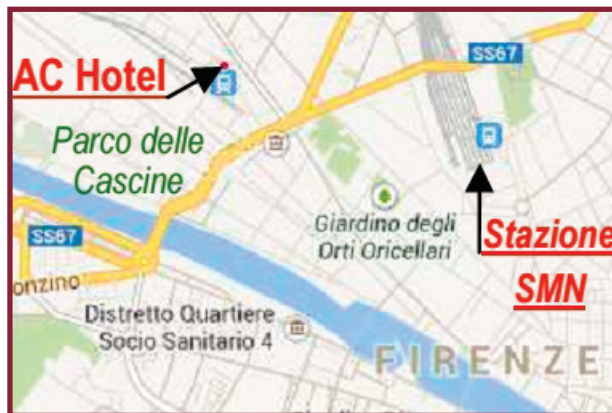 SS67
AC Hotel
Parco delle
Cascine
Giardino degli
Orti Oricellari
Stazione
SMN
SS67
onzino
Distretto Quartiere
Socio Sanitario 4
FIRENZE